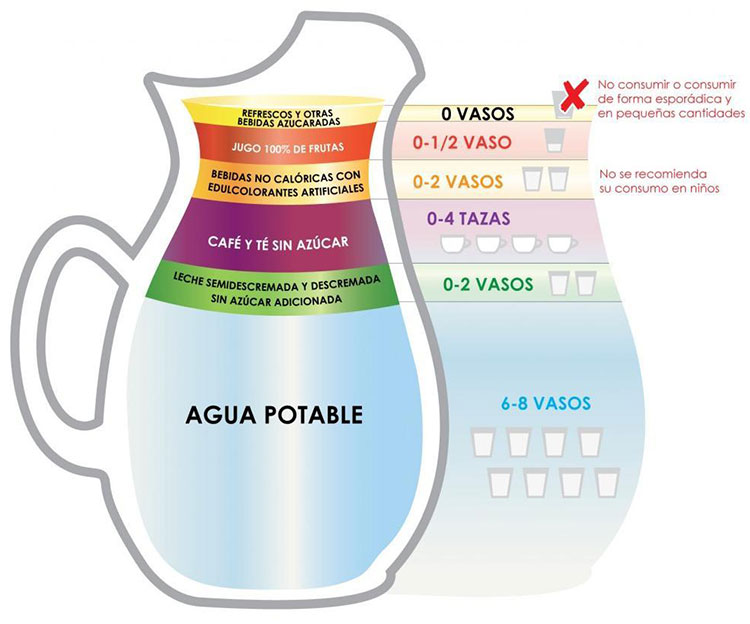 REFRESCOS Y OTRAS
BEBIDAS AZUCARADAS
0 VASOS
No consumir o consumir
de forma esporádica y
en pequeñas cantidades
JUGO 100% DE FRUTAS
0-1/2 VASO
BEBIDAS NO CALÓRICAS CON
EDULCOLORANTES ARTIFICIALES
0-2 VASOS
No se recomienda
su consumo en niños
CAFÉ Y TÉ SIN AZÚCAR
0-4 TAZAS
LECHE SEMIDESCREMADA Y DESCREMADA
SIN AZÚCAR ADICIONADA
0-2 VASOS
AGUA POTABLE
6-8 VASOS